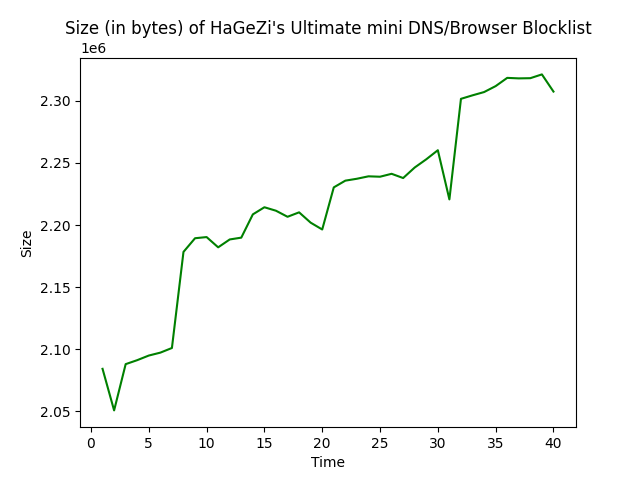 Size (in bytes) of HaGeZi's Ultimate mini DNS/Browser Blocklist
1e6
2.30
2.25
2.20
2.15
2.10
2.05
Size
0 5 10 15 20 25 30 35 40
Time